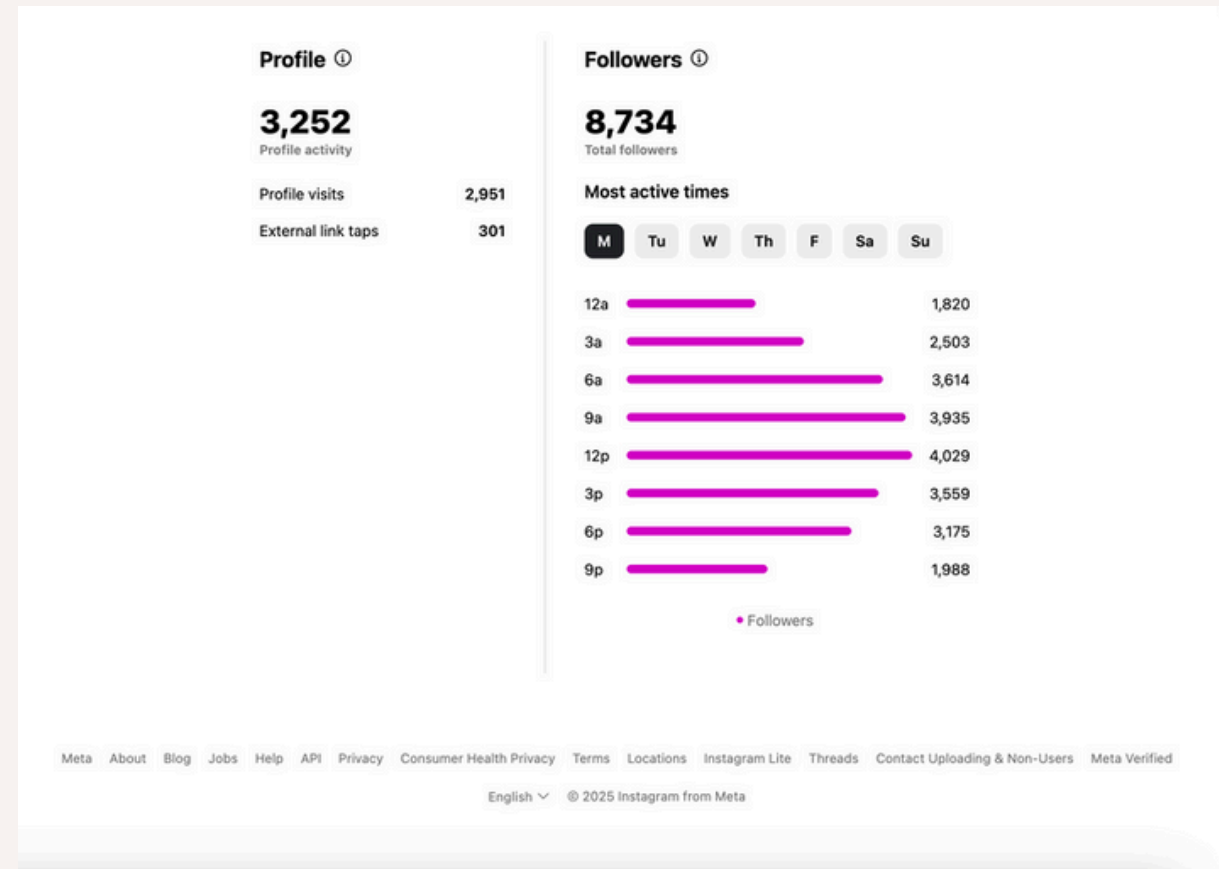 Profile
3,252
Profile activity
Profile visits 2,951
External link taps 301
Followers
8,734
Total followers
Most active times
M Tu W Th F Sa Su
12a 1,820
3a 2,503
6a 3,614
9a 3,935
12p 4,029
3p 3,559
6p 3,175
9p 1,988
Followers
Meta About Blog Jobs Help API Privacy Consumer Health Privacy Terms Locations Instagram Lite Threads Contact Uploading & Non-Users Meta Verified
English © 2025 Instagram from Meta